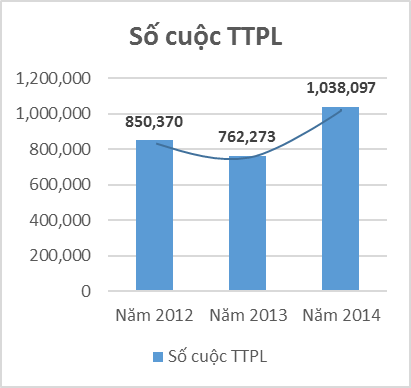 Số cuộc TTPL
1,200,000
1,000,000
800,000
600,000
400,000
200,000
0
850,370
762,273
1,038,097
Năm 2012
Năm 2013
Năm 2014
Số cuộc TTPL